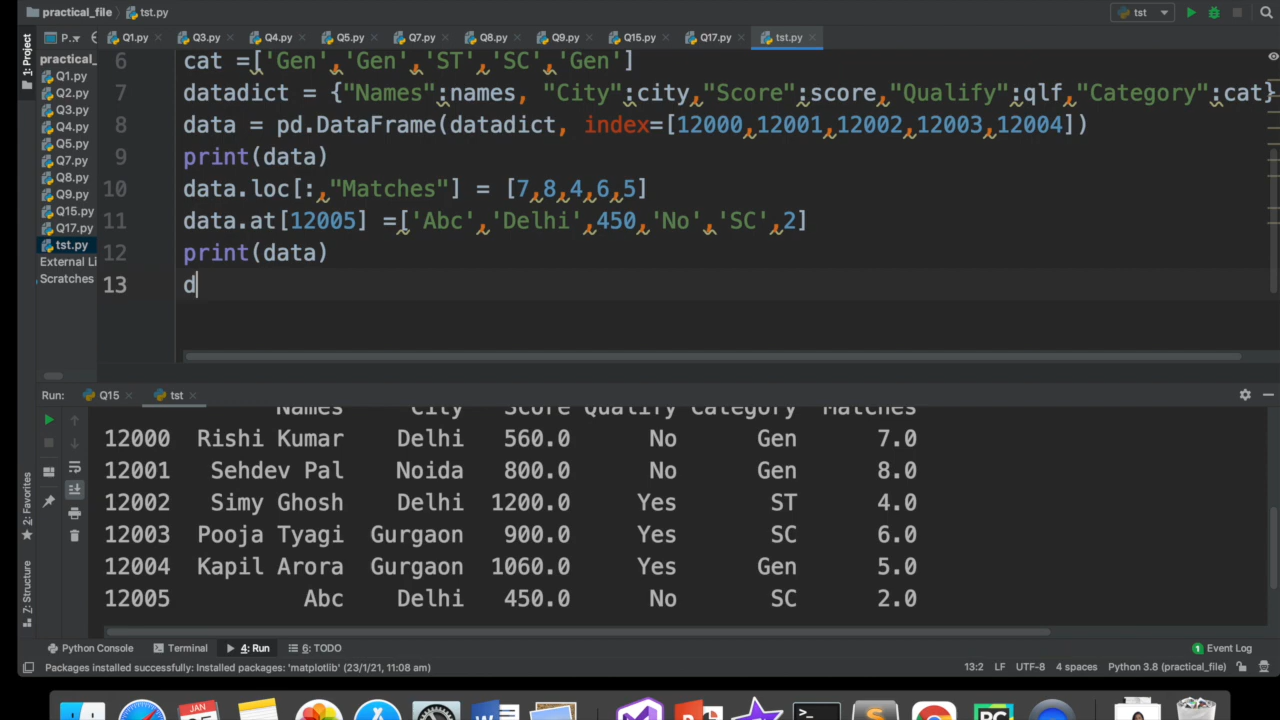 practical_file tst.py tst
P... Q1.py Q3.py Q4.py Q5.py Q7.py Q8.py Q9.py Q15.py Q17.py tst.py
1: Project
practical_
Q1.py
Q2.py
Q3.py
Q4.py
Q5.py
Q7.py
Q8.py
Q9.py
Q15.py
Q17.py
tst.py
External Li
Scratches
6 cat =['Gen','Gen','ST','SC','Gen']
7 datadict = {"Names":names, "City":city,"Score":score,"Qualify":qlf,"Category":cat}
8 data = pd.DataFrame(datadict, index=[12000,12001,12002,12003,12004])
9 print(data)
10 data.loc[:,"Matches"] = [7,8,4,6,5]
11 data.at[12005] =['Abc','Delhi',450,'No','SC',2]
12 print(data)
13 d
Run: Q15 tst
Names City Score Qualify Category Matches
12000 Rishi Kumar Delhi 560.0 No Gen 7.0
12001 Sehdev Pal Noida 800.0 No Gen 8.0
12002 Simy Ghosh Delhi 1200.0 Yes ST 4.0
12003 Pooja Tyagi Gurgaon 900.0 Yes SC 6.0
12004 Kapil Arora Gurgaon 1060.0 Yes Gen 5.0
12005 Abc Delhi 450.0 No SC 2.0
2: Favorites
Z: Structure
Python Console Terminal 4: Run 6: TODO 1 Event Log
Packages installed successfully: Installed packages: 'matplotlib' (23/1/21, 11:08 am) 13:2 LF UTF-8 4 spaces Python 3.8 (practical_file)
JAN
PC